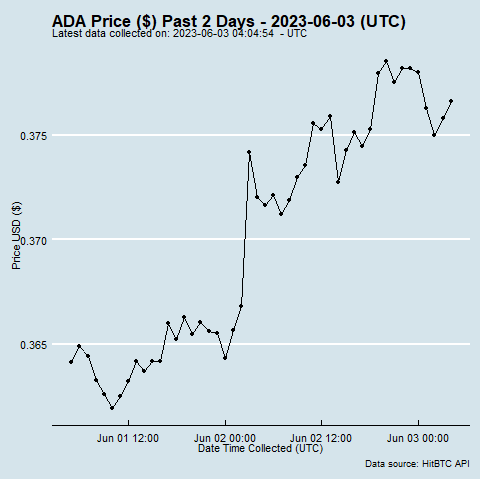 ADA Price ($) Past 2 Days - 2023-06-03 (UTC)
Latest data collected on: 2023-06-03 04:04:54 - UTC
0.375
0.370
0.365
Price USD ($)
Jun 01 12:00 Jun 02 00:00 Jun 02 12:00 Jun 03 00:00
Date Time Collected (UTC)
Data source: HitBTC API